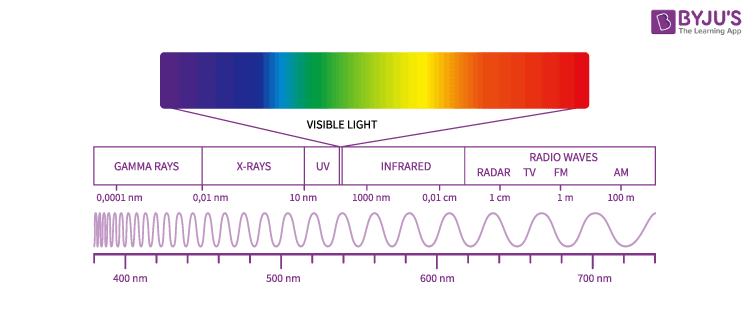 BYJU'S
The Learning App
VISIBLE LIGHT
GAMMA RAYS X-RAYS UV INFRARED RADIO WAVES
RADAR TV FM AM
0,0001 nm 0,01 nm 10 nm 1000 nm 0,01 cm 1 cm 1 m 100 m
400 nm 500 nm 600 nm 700 nm